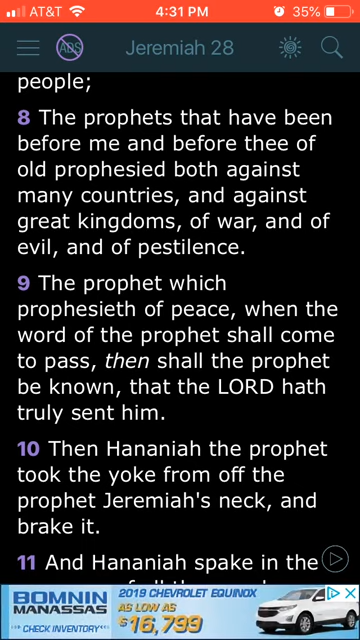 AT&T
4:31 PM
35%
ADS
Jeremiah 28
people;
8 The prophets that have been
before me and before thee of
old prophesied both against
many countries, and against
great kingdoms, of war, and of
evil, and of pestilence.
9 The prophet which
prophesieth of peace, when the
word of the prophet shall come
to pass, then shall the prophet
be known, that the LORD hath
truly sent him.
10 Then Hananiah the prophet
took the yoke from off the
prophet Jeremiah's neck, and
brake it.
11 And Hananiah spake in the
BOMNIN
MANASSAS
CHECK INVENTORY
2019 CHEVROLET EQUINOX
AS LOW AS
$16,799